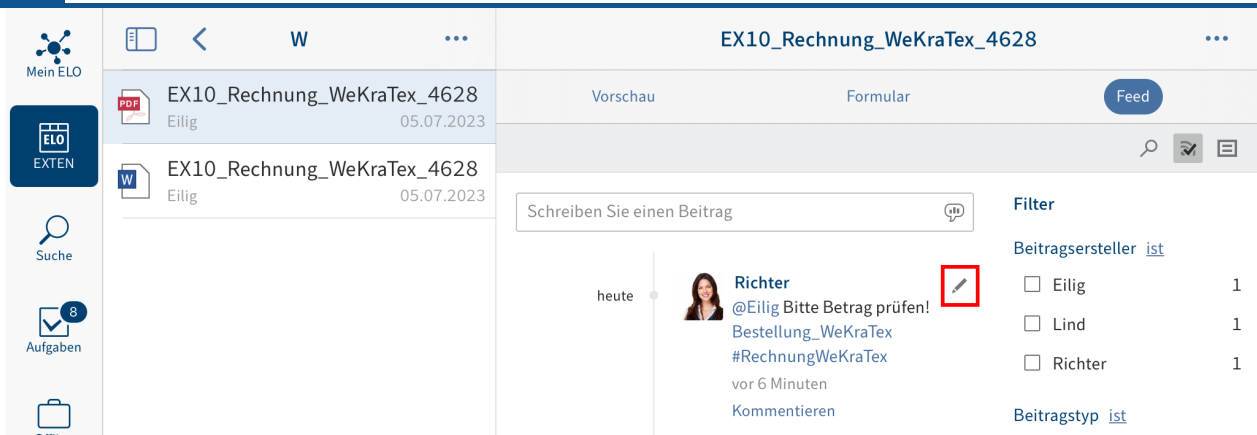 Mein ELO
ELO
EXTEN
Suche
8
Aufgaben
W
PDF
EX10_Rechnung_WeKraTex_4628
Eilig 05.07.2023
W
EX10_Rechnung_WeKraTex_4628
Eilig 05.07.2023
EX10_Rechnung_WeKraTex_4628
Vorschau Formular Feed
Schreiben Sie einen Beitrag
heute
Richter
@Eilig Bitte Betrag prüfen!
Bestellung_WeKraTex
#RechnungWeKraTex
vor 6 Minuten
Kommentieren
Filter
Beitragsersteller ist
Eilig 1
Lind 1
Richter 1
Beitragstyp ist